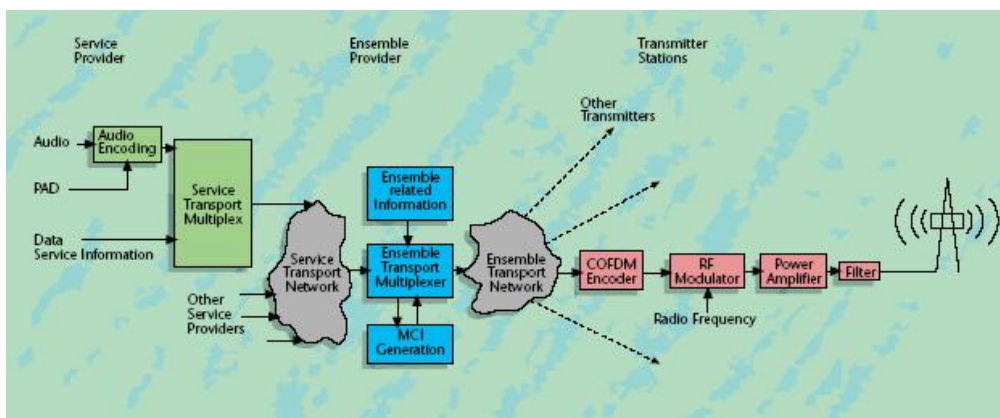 Service
Provider
Ensemble
Provider
Transmitter
Stations
Other
Transmitters
Audio
Audio
Encoding
PAD
Service
Transport
Multiplex
Data
Service Information
Other
Service
Providers
Service
Transport
Network
Ensemble
related
Information
Ensemble
Transport
Multiplexer
MCI
Generation
Ensemble
Transport
Network
COFDM
Encoder
RF
Modulator
Radio Frequency
Power
Amplifier
Filter